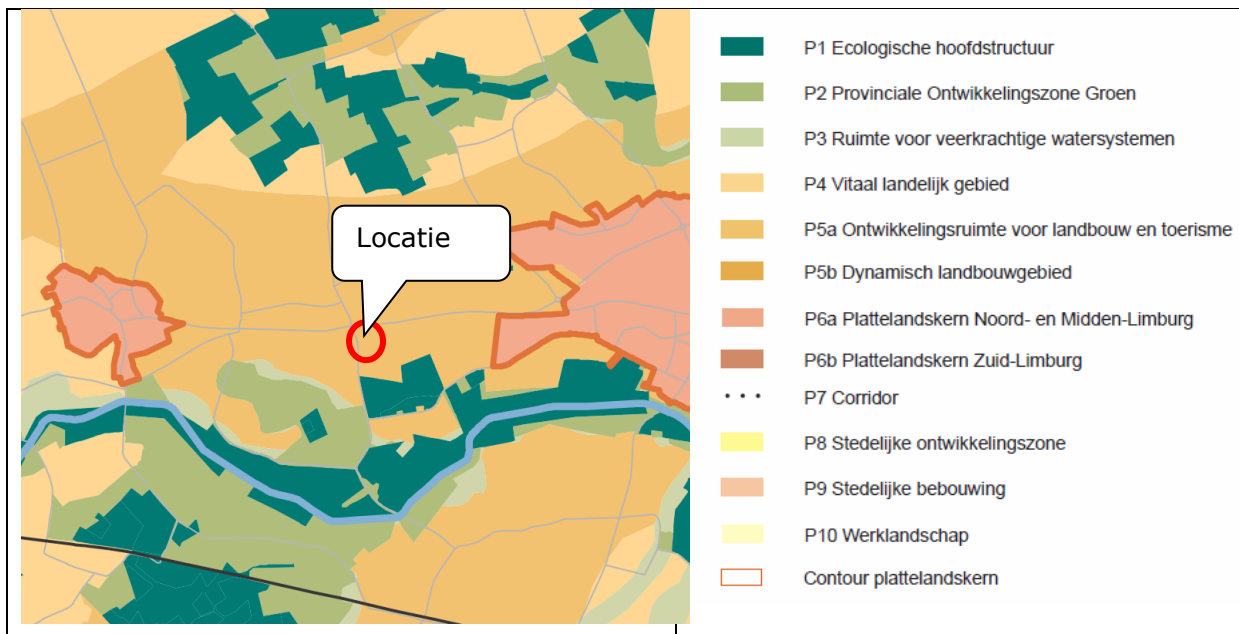 Locatie
P1 Ecologische hoofdstructuur
P2 Provinciale Ontwikkelingszone Groen
P3 Ruimte voor veerkrachtige watersystemen
P4 Vitaal landelijk gebied
P5a Ontwikkelingsruimte voor landbouw en toerisme
P5b Dynamisch landbouwgebied
P6a Plattelandskern Noord- en Midden-Limburg
P6b Plattelandskern Zuid-Limburg
P7 Corridor
P8 Stedelijke ontwikkelingszone
P9 Stedelijke bebouwing
P10 Werklandschap
Contour plattelandskern